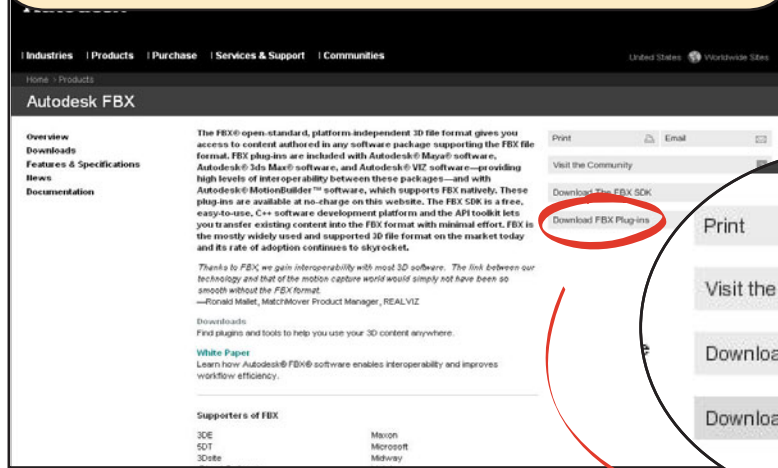 Industries | Products | Purchase | Services & Support | Communities
United States Worldwide Sites
Home > Products
Autodesk FBX
Overview
Downloads
Features & Specifications
News
Documentation
The FBX® open-standard, platform-independent 3D file format gives you
access to content authored in any software package supporting the FBX file
format. FBX plug-ins are included with Autodesk® Maya® software,
Autodesk® 3ds Max® software, and Autodesk® VIZ software—providing
high levels of interoperability between these packages—and with
Autodesk® MotionBuilder™ software, which supports FBX natively. These
plug-ins are available at no-charge on this website. The FBX SDK is a free,
easy-to-use, C++ software development platform and the API toolkit lets
you transfer existing content into the FBX format with minimal effort. FBX is
the mostly widely used and supported 3D file format on the market today
and its rate of adoption continues to skyrocket.
Thanks to FBX, we gain interoperability with most 3D software. The link between our
technology and that of the motion capture world would simply not have been so
smooth without the FBX format.
—Ronald Mallet, MatchMover Product Manager, REALVIZ
Downloads
Find plugins and tools to help you use your 3D content anywhere.
White Paper
Learn how Autodesk® FBX® software enables interoperability and improves
workflow efficiency.
Supporters of FBX
3DE Maxon
5DT Microsoft
3Dsite Midway
Print Email
Visit the Community
Download The FBX SDK
Download FBX Plug-ins
Print
Visit the
Downloa
Downloa